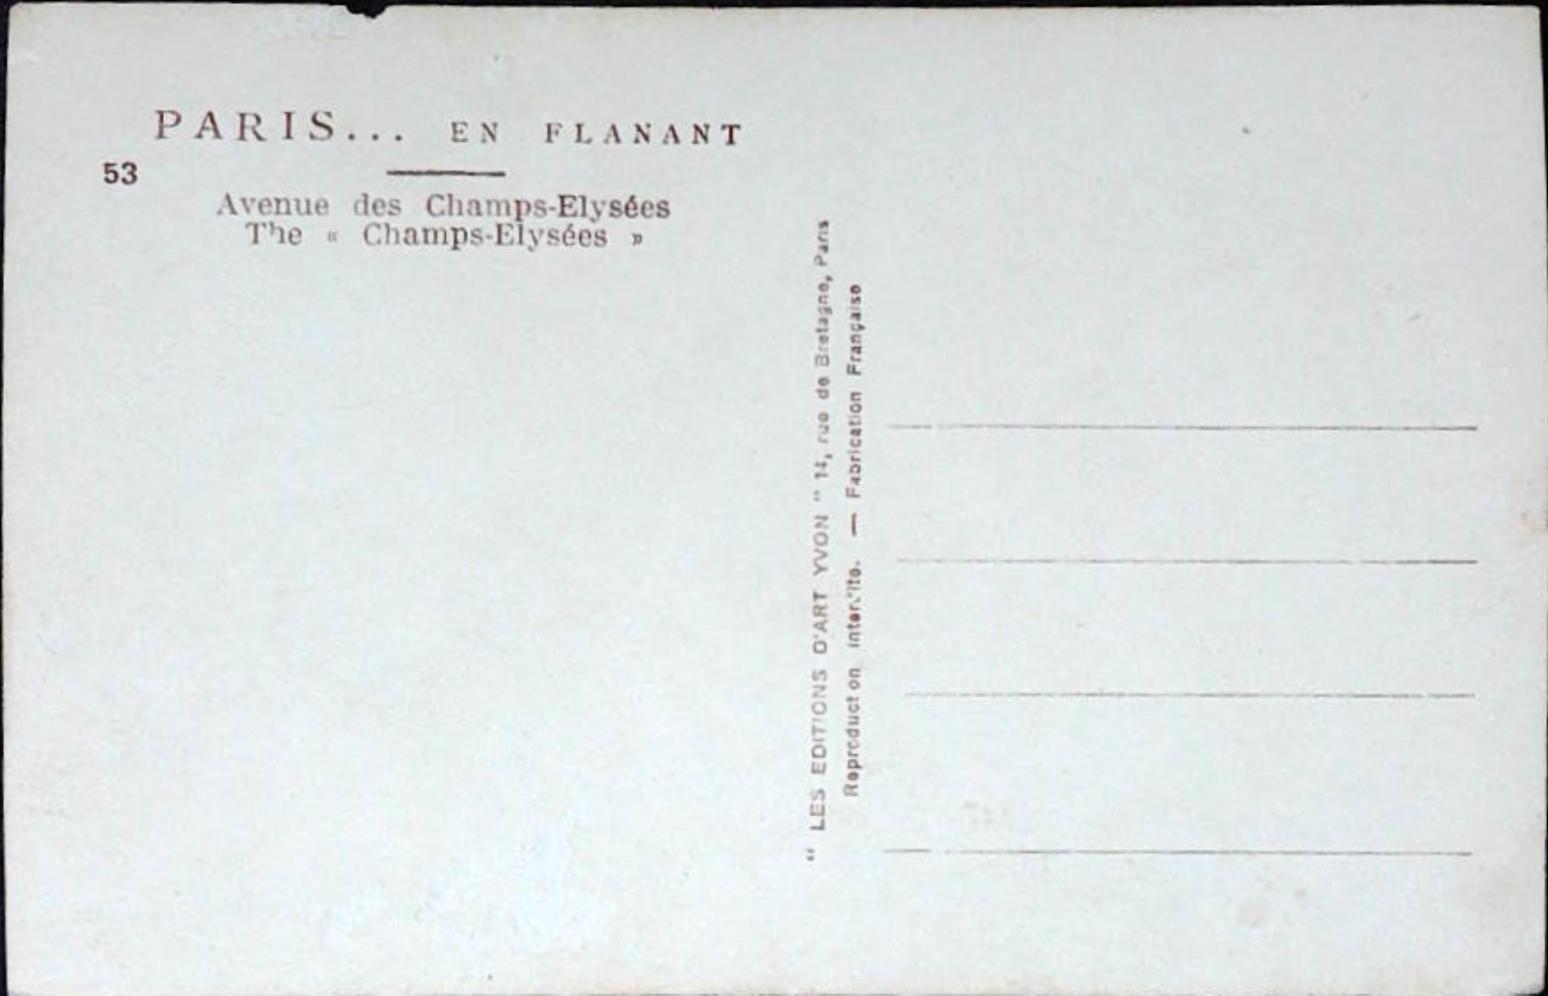 PARIS... EN FLANANT
53
Avenue des Champs-Elysées
The « Champs-Elysées »
" LES EDITIONS D'ART YVON " 14, rue de Bretagne, Paris
Reproduction interdite. — Fabrication Française